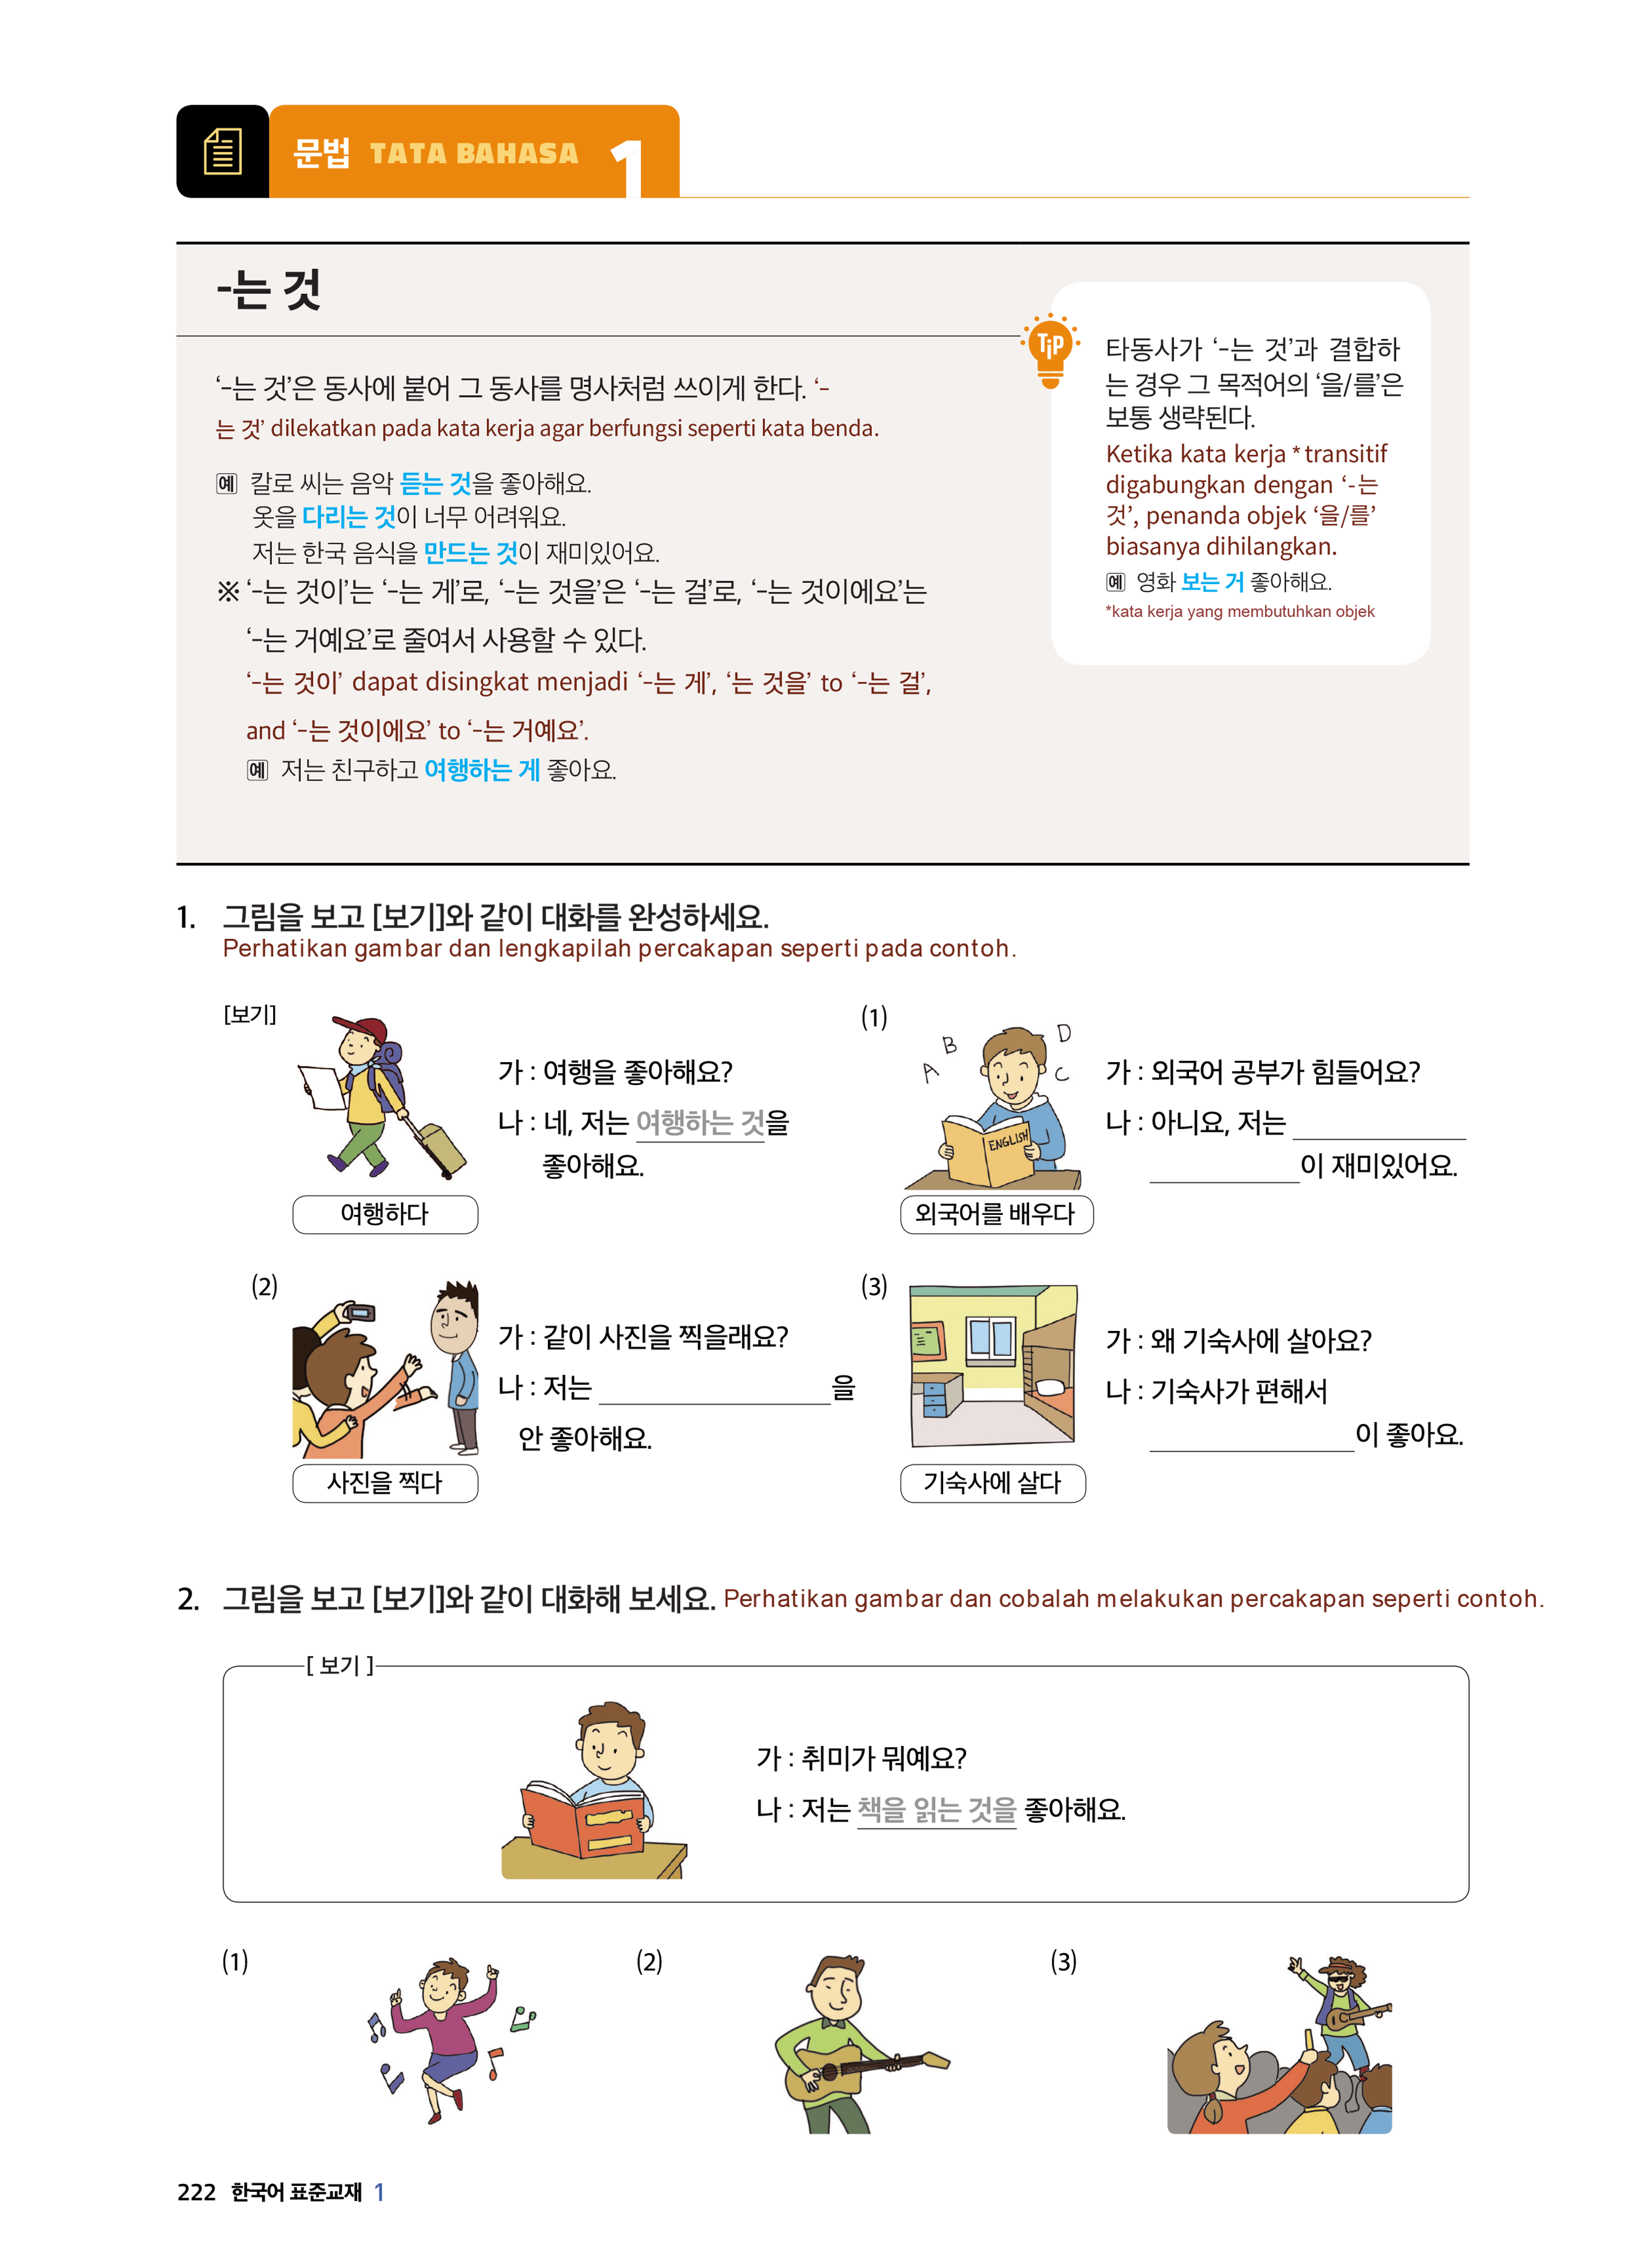 문법 TATA BAHASA 1
-는 것
‘-는 것’은 동사에 붙어 그 동사를 명사처럼 쓰이게 한다. ‘-
는 것’ dilekatkan pada kata kerja agar berfungsi seperti kata benda.
예 칼로 씨는 음악 듣는 것을 좋아해요.
옷을 다리는 것이 너무 어려워요.
저는 한국 음식을 만드는 것이 재미있어요.
※ ‘-는 것이’는 ‘-는 게’로, ‘-는 것을’은 ‘-는 걸’로, ‘-는 것이에요’는
‘-는 거예요’로 줄여서 사용할 수 있다.
‘-는 것이’ dapat disingkat menjadi ‘-는 게’, ‘는 것을’ to ‘-는 걸’,
and ‘-는 것이에요’ to ‘-는 거예요’.
예 저는 친구하고 여행하는 게 좋아요.
TiP
타동사가 ‘-는 것’과 결합하
는 경우 그 목적어의 ‘을/를’은
보통 생략된다.
Ketika kata kerja *transitif
digabungkan dengan ‘-는
것’, penanda objek ‘을/를’
biasanya dihilangkan.
예 영화 보는 거 좋아해요.
*kata kerja yang membutuhkan objek
1. 그림을 보고 [보기]와 같이 대화를 완성하세요.
Perhatikan gambar dan lengkapilah percakapan seperti pada contoh.
[보기]
가 : 여행을 좋아해요?
나 : 네, 저는 여행하는 것을
좋아해요.
여행하다
(1)
A B C D
ENGLISH
가 : 외국어 공부가 힘들어요?
나 : 아니요, 저는
이 재미있어요.
외국어를 배우다
(2)
가 : 같이 사진을 찍을래요?
나 : 저는 을
안 좋아해요.
사진을 찍다
(3)
가 : 왜 기숙사에 살아요?
나 : 기숙사가 편해서
이 좋아요.
기숙사에 살다
2. 그림을 보고 [보기]와 같이 대화해 보세요. Perhatikan gambar dan cobalah melakukan percakapan seperti contoh.
[ 보기 ]
가 : 취미가 뭐예요?
나 : 저는 책을 읽는 것을 좋아해요.
(1)
(2)
(3)
222 한국어 표준교재 1